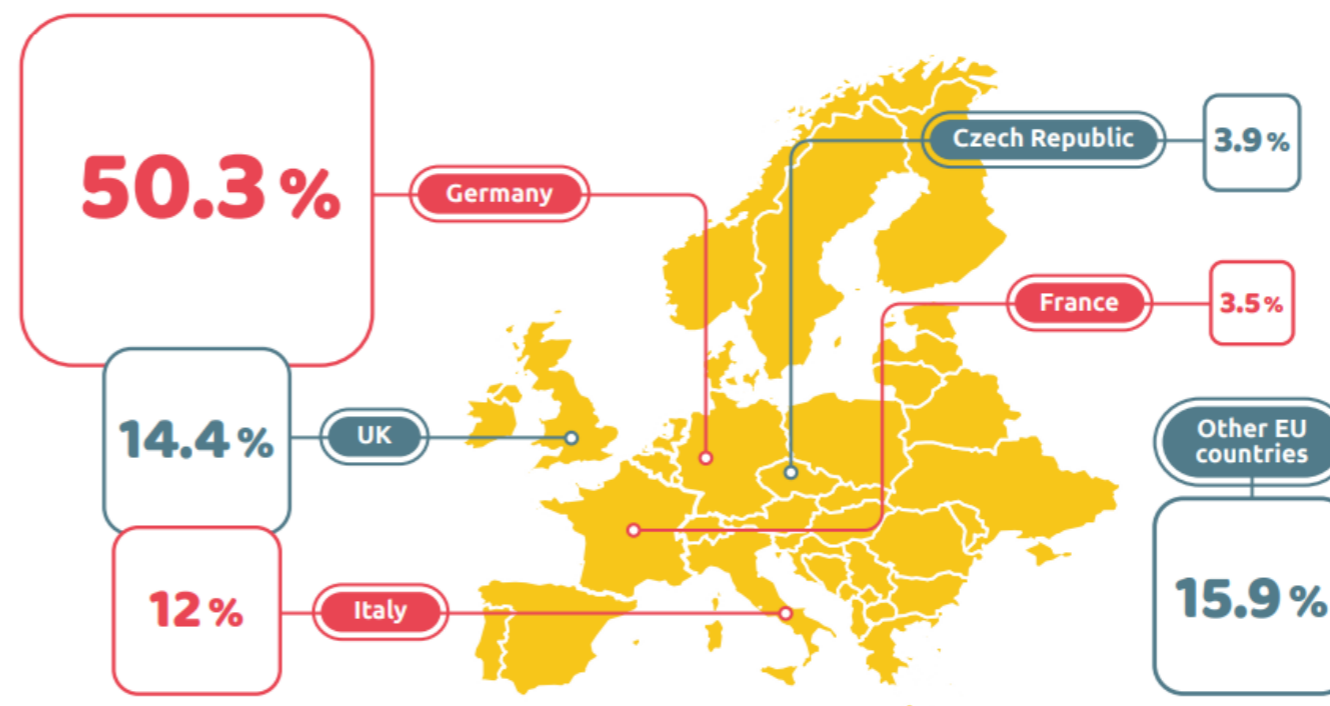 50.3 %
Germany
14.4 %
UK
12 %
Italy
Czech Republic
3.9 %
France
3.5 %
Other EU
countries
15.9 %